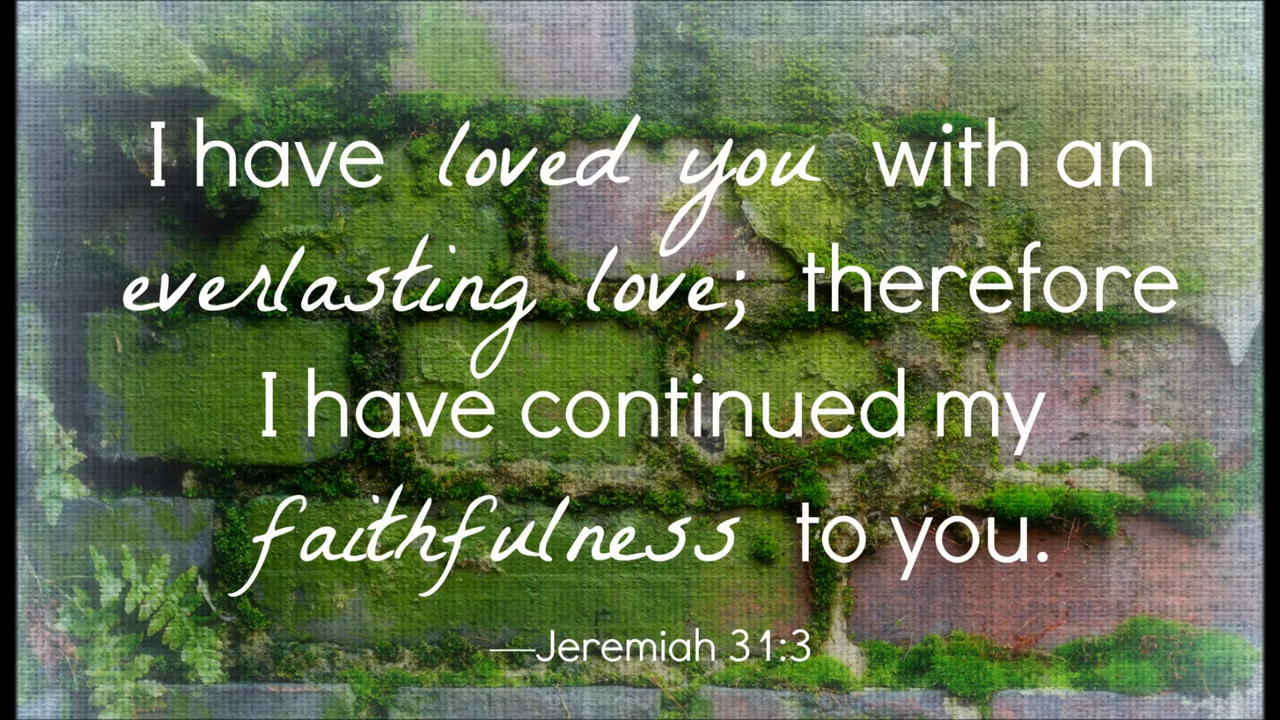 I have loved you with an
everlasting love; therefore
I have continued my
faithfulness to you.
—Jeremiah 31:3